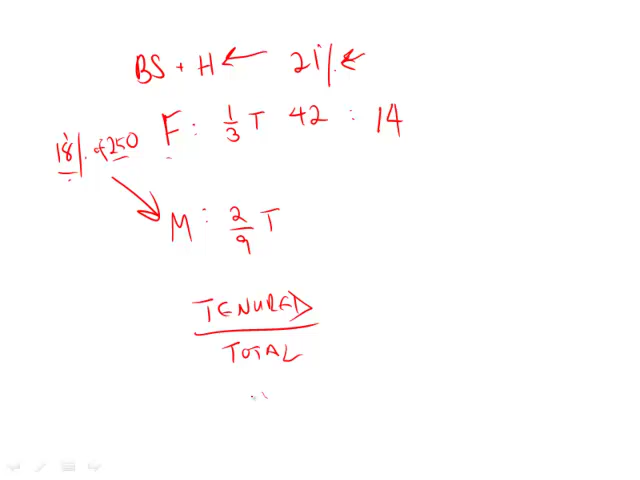 BS + H ← 21% ←
F : 1/3 T 42 : 14
18% of 250
M : 2/9 T
TENURED
TOTAL